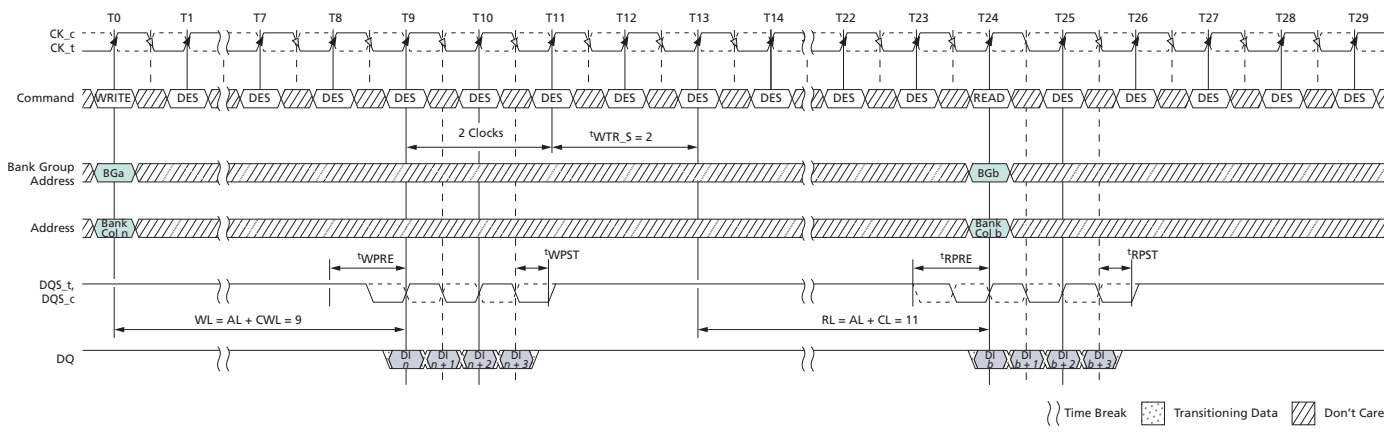 T0 T1 T7 T8 T9 T10 T11 T12 T13 T14 T22 T23 T24 T25 T26 T27 T28 T29
CK_c
CK_t
Command WRITE DES DES DES DES DES DES DES DES DES DES DES READ DES DES DES DES DES
2 Clocks tWTR_S = 2
Bank Group
Address BGa BGb
Address Bank
Col n Bank
Col b
tWPRE tWPST tRPRE tRPST
DQS_t,
DQS_c
WL = AL + CWL = 9 RL = AL + CL = 11
DQ DI
n DI
n + 1 DI
n + 2 DI
n + 3 DI
b DI
b + 1 DI
b + 2 DI
b + 3
Time Break Transitioning Data Don't Care